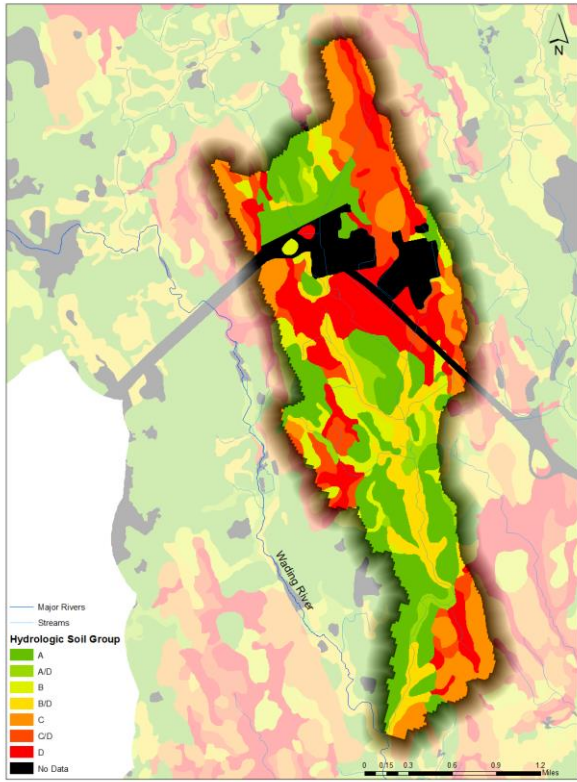 N
Wading River
Major Rivers
Streams
Hydrologic Soil Group
A
A/D
B
B/D
C
C/D
D
No Data
0 0.15 0.3 0.6 0.9 1.2
Miles